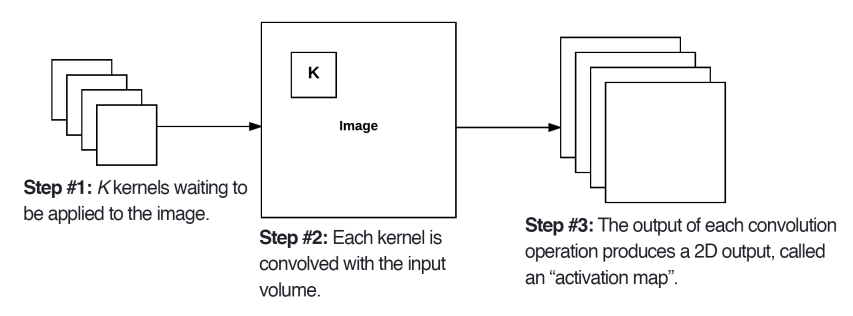 K
Image
Step #1: K kernels waiting to
be applied to the image.
Step #2: Each kernel is
convolved with the input
volume.
Step #3: The output of each convolution
operation produces a 2D output, called
an “activation map”.